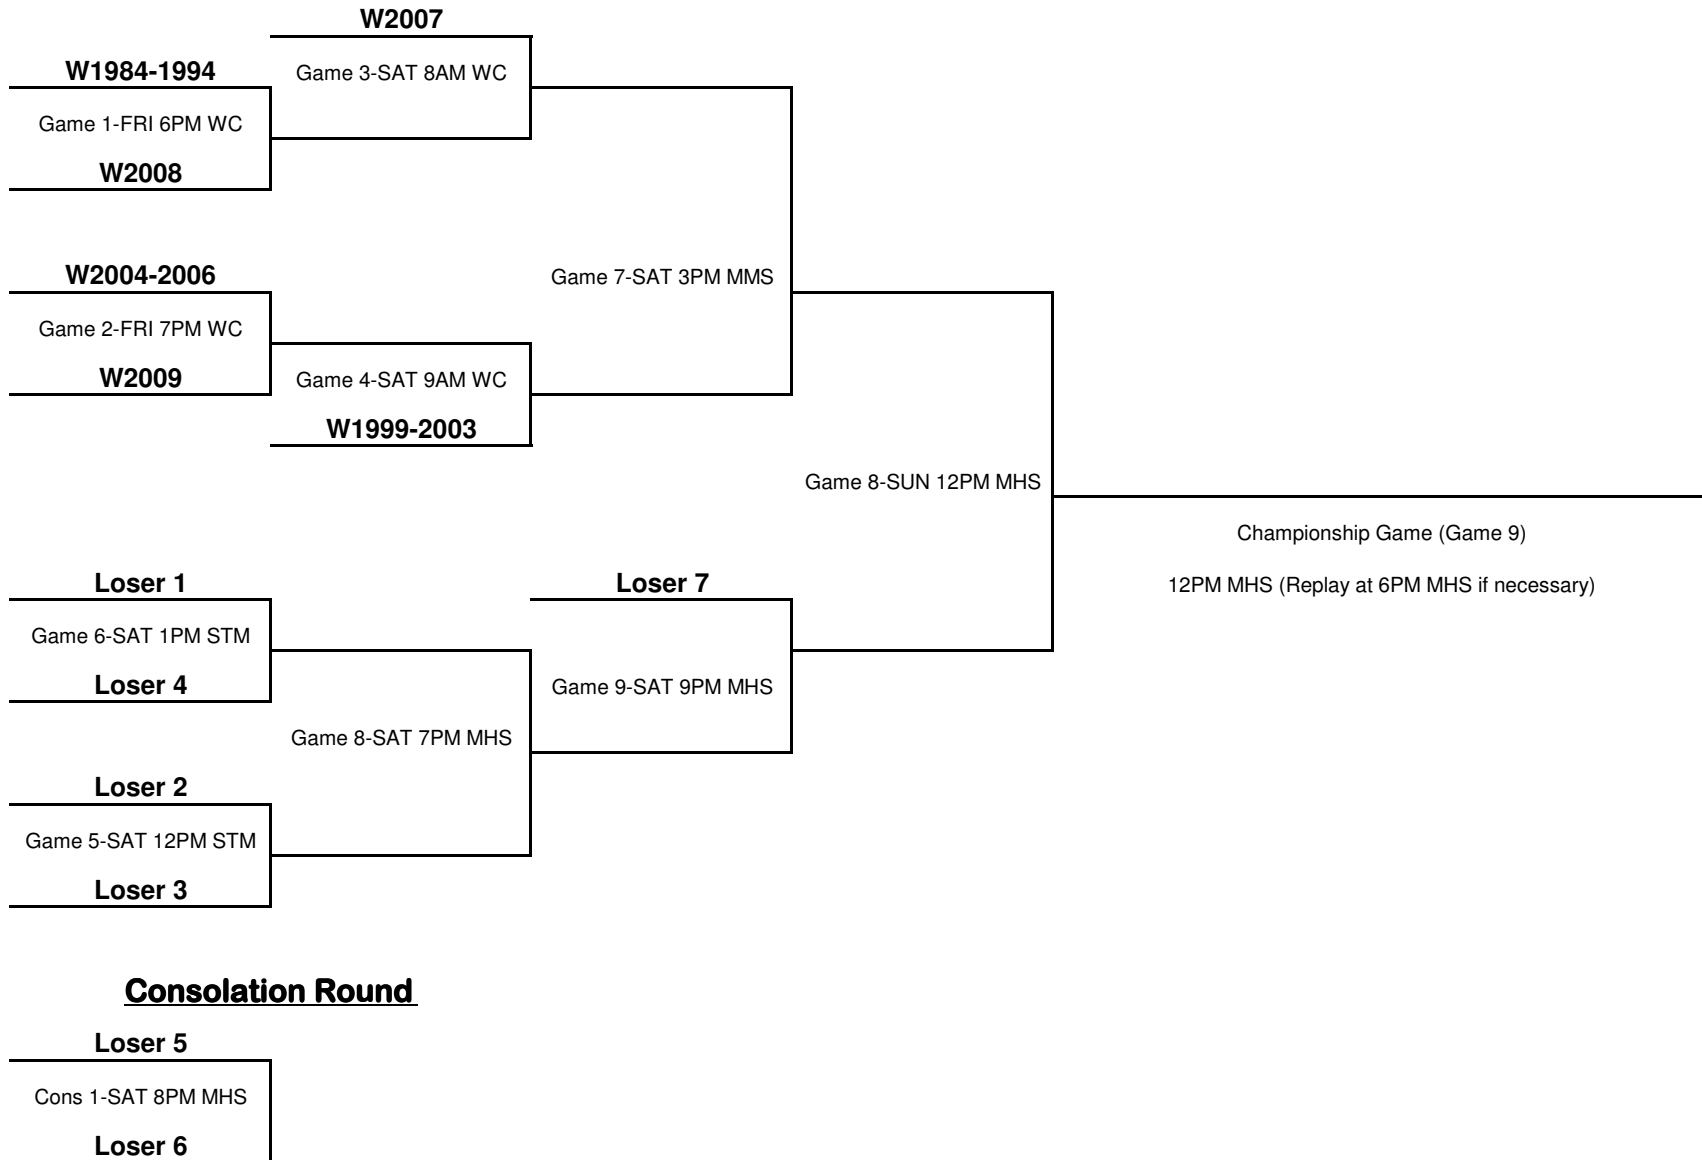 W2007
W1984-1994
Game 3-SAT 8AM WC
Game 1-FRI 6PM WC
W2008
W2004-2006
Game 7-SAT 3PM MMS
Game 2-FRI 7PM WC
W2009
Game 4-SAT 9AM WC
W1999-2003
Game 8-SUN 12PM MHS
Championship Game (Game 9)
12PM MHS (Replay at 6PM MHS if necessary)
Loser 1
Loser 7
Game 6-SAT 1PM STM
Loser 4
Game 9-SAT 9PM MHS
Game 8-SAT 7PM MHS
Loser 2
Game 5-SAT 12PM STM
Loser 3
Consolation Round
Loser 5
Cons 1-SAT 8PM MHS
Loser 6